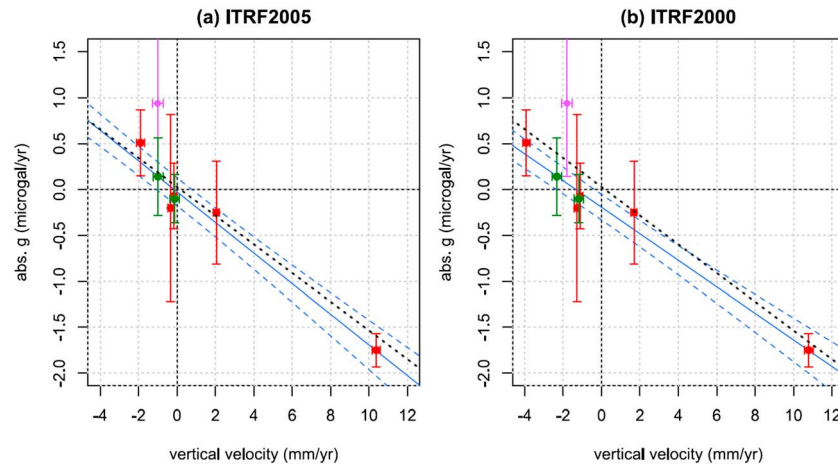 (a) ITRF2005
abs. g (microgal/yr)
1.5
1.0
0.5
0.0
-0.5
-1.0
-1.5
-2.0
-4 -2 0 2 4 6 8 10 12
vertical velocity (mm/yr)
(b) ITRF2000
abs. g (microgal/yr)
1.5
1.0
0.5
0.0
-0.5
-1.0
-1.5
-2.0
-4 -2 0 2 4 6 8 10 12
vertical velocity (mm/yr)